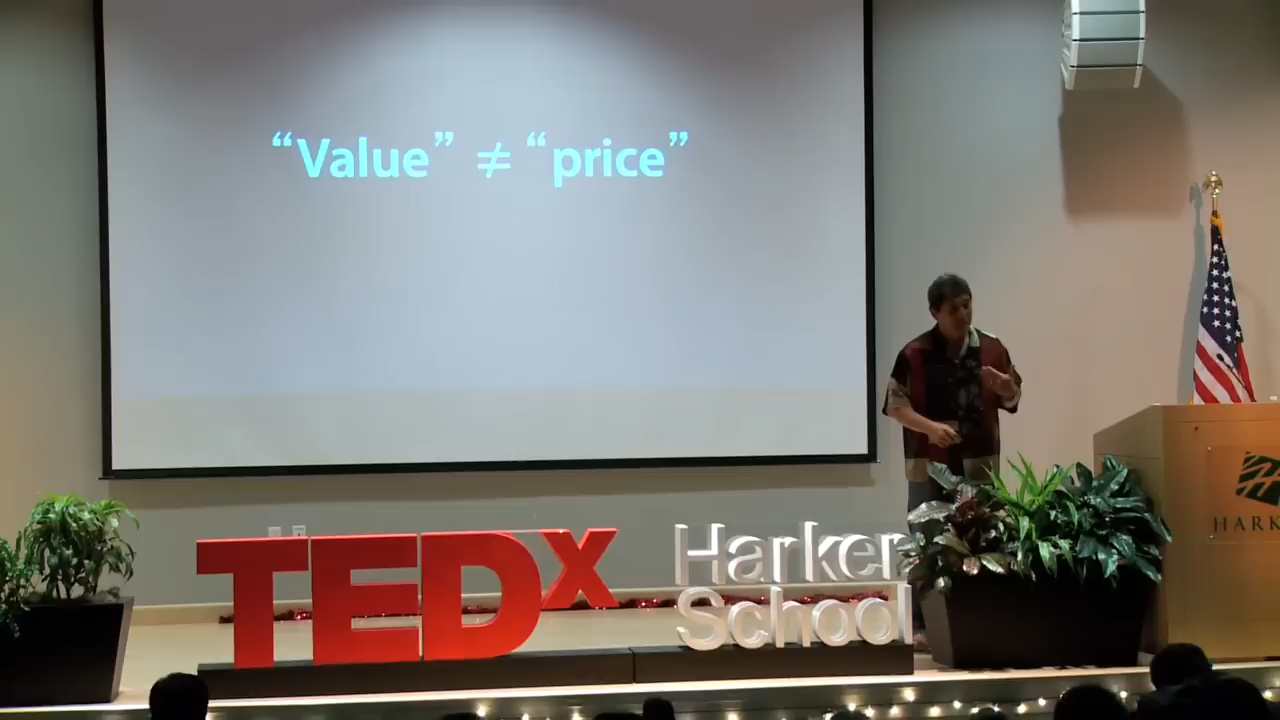 “Value” ≠ “price”
TEDx
Harker
School